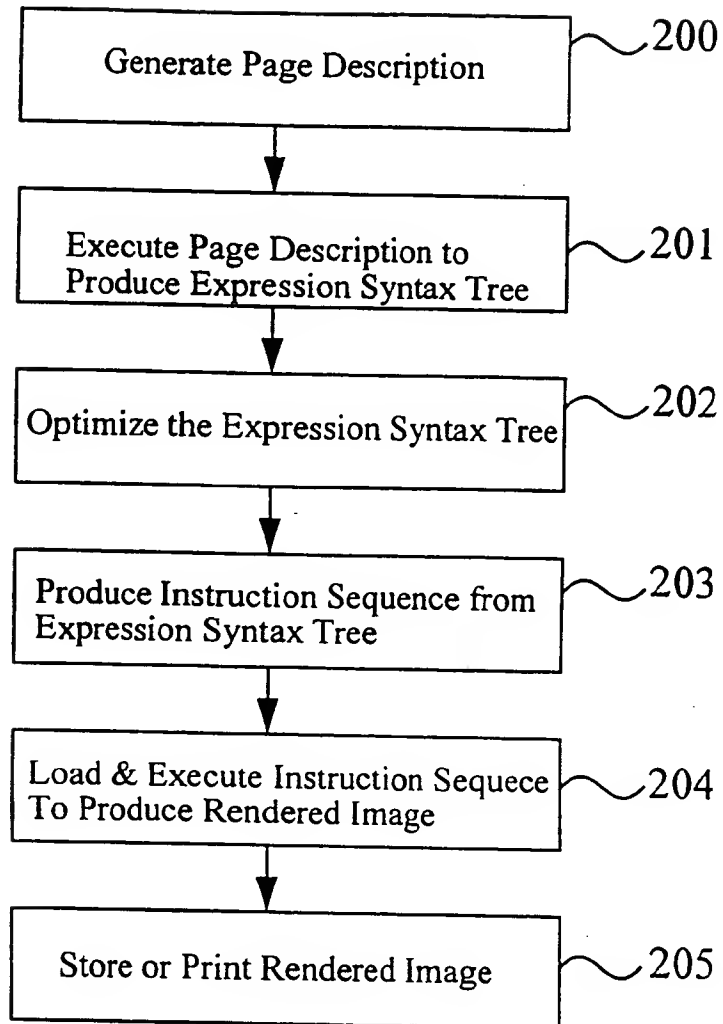 Generate Page Description
200
Execute Page Description to
Produce Expression Syntax Tree
201
Optimize the Expression Syntax Tree
202
Produce Instruction Sequence from
Expression Syntax Tree
203
Load & Execute Instruction Sequece
To Produce Rendered Image
204
Store or Print Rendered Image
205